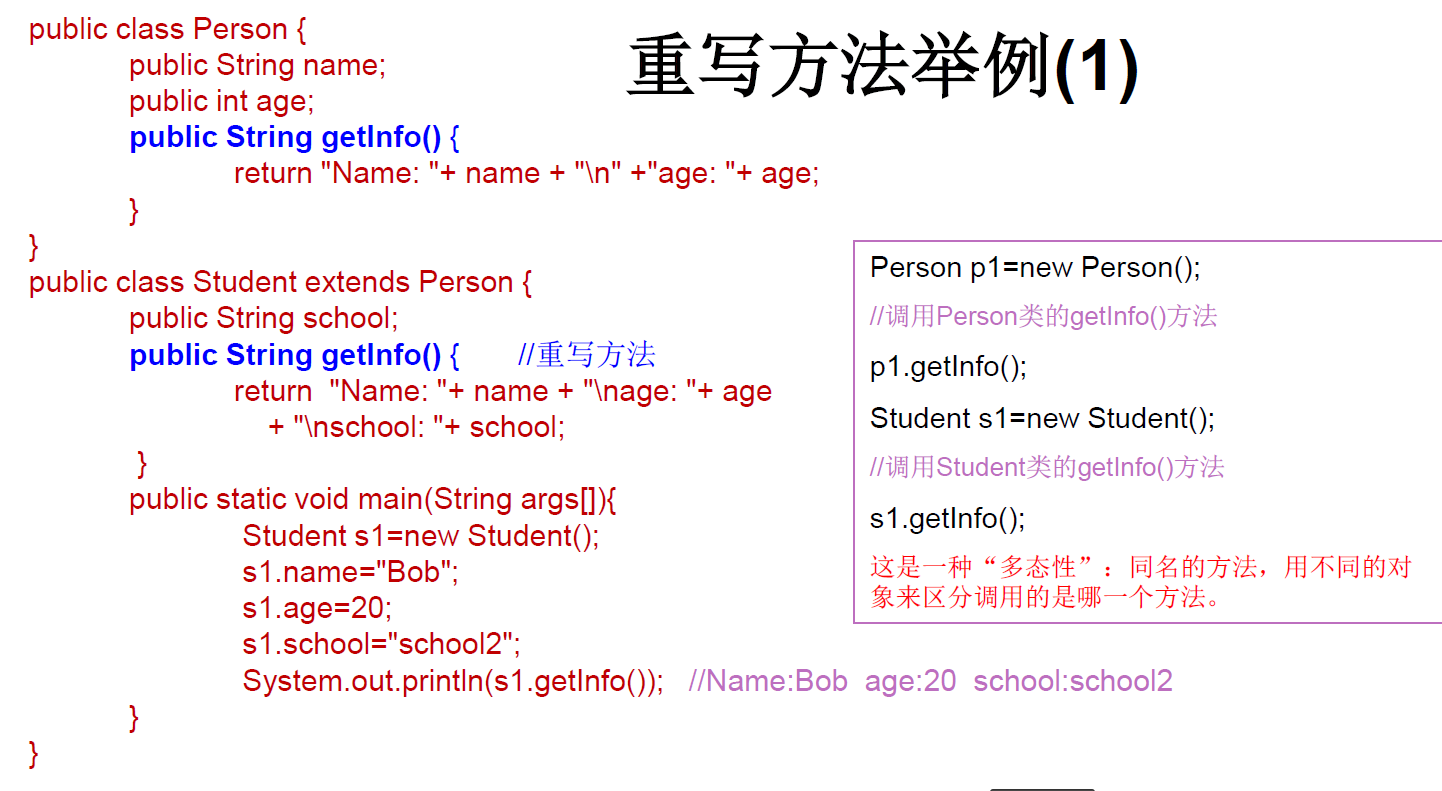 重写方法举例(1)
public class Person {
public String name;
public int age;
public String getInfo() {
return "Name: "+ name + "\n" +"age: "+ age;
}
}
public class Student extends Person {
public String school;
public String getInfo() { //重写方法
return "Name: "+ name + "\nage: "+ age
+ "\nschool: "+ school;
}
public static void main(String args[]){
Student s1=new Student();
s1.name="Bob";
s1.age=20;
s1.school="school2";
System.out.println(s1.getInfo()); //Name:Bob age:20 school:school2
}
}
Person p1=new Person();
//调用Person类的getInfo()方法
p1.getInfo();
Student s1=new Student();
//调用Student类的getInfo()方法
s1.getInfo();
这是一种“多态性”：同名的方法，用不同的对
象来区分调用的是哪一个方法。